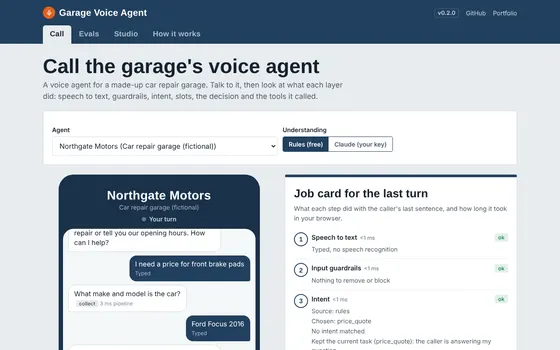 Garage Voice Agent
v0.2.0 GitHub Portfolio
Call Evals Studio How it works
Call the garage's voice agent
A voice agent for a made-up car repair garage. Talk to it, then look at what each layer
did: speech to text, guardrails, intent, slots, the decision and the tools it called.
Agent
Northgate Motors (Car repair garage (fictional))
Understanding
Rules (free) Claude (your key)
Northgate Motors
Car repair garage (fictional)
Your turn
repair or tell you our opening hours. How
can I help?
I need a price for front brake pads
Typed
What make and model is the car?
collect 3 ms pipeline
Ford Focus 2016
Typed
Job card for the last turn
What each step did with the caller's last sentence, and how long it took
in your browser.
1 Speech to text <1 ms ok
Typed, no speech recognition
2 Input guardrails <1 ms ok
Nothing to remove or block
3 Intent <1 ms ok
Source: rules
Chosen: price_quote
No intent matched
Kept the current task (price_quote): the caller is answering my